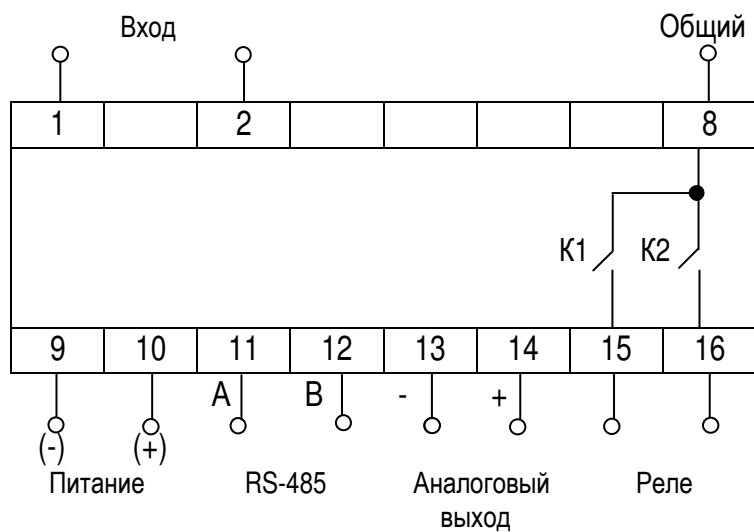 Вход Общий
1 2 8
К1 К2
9 10 11 12 13 14 15 16
А В - +
(-) (+)
Питание RS-485 Аналоговый Реле
выход